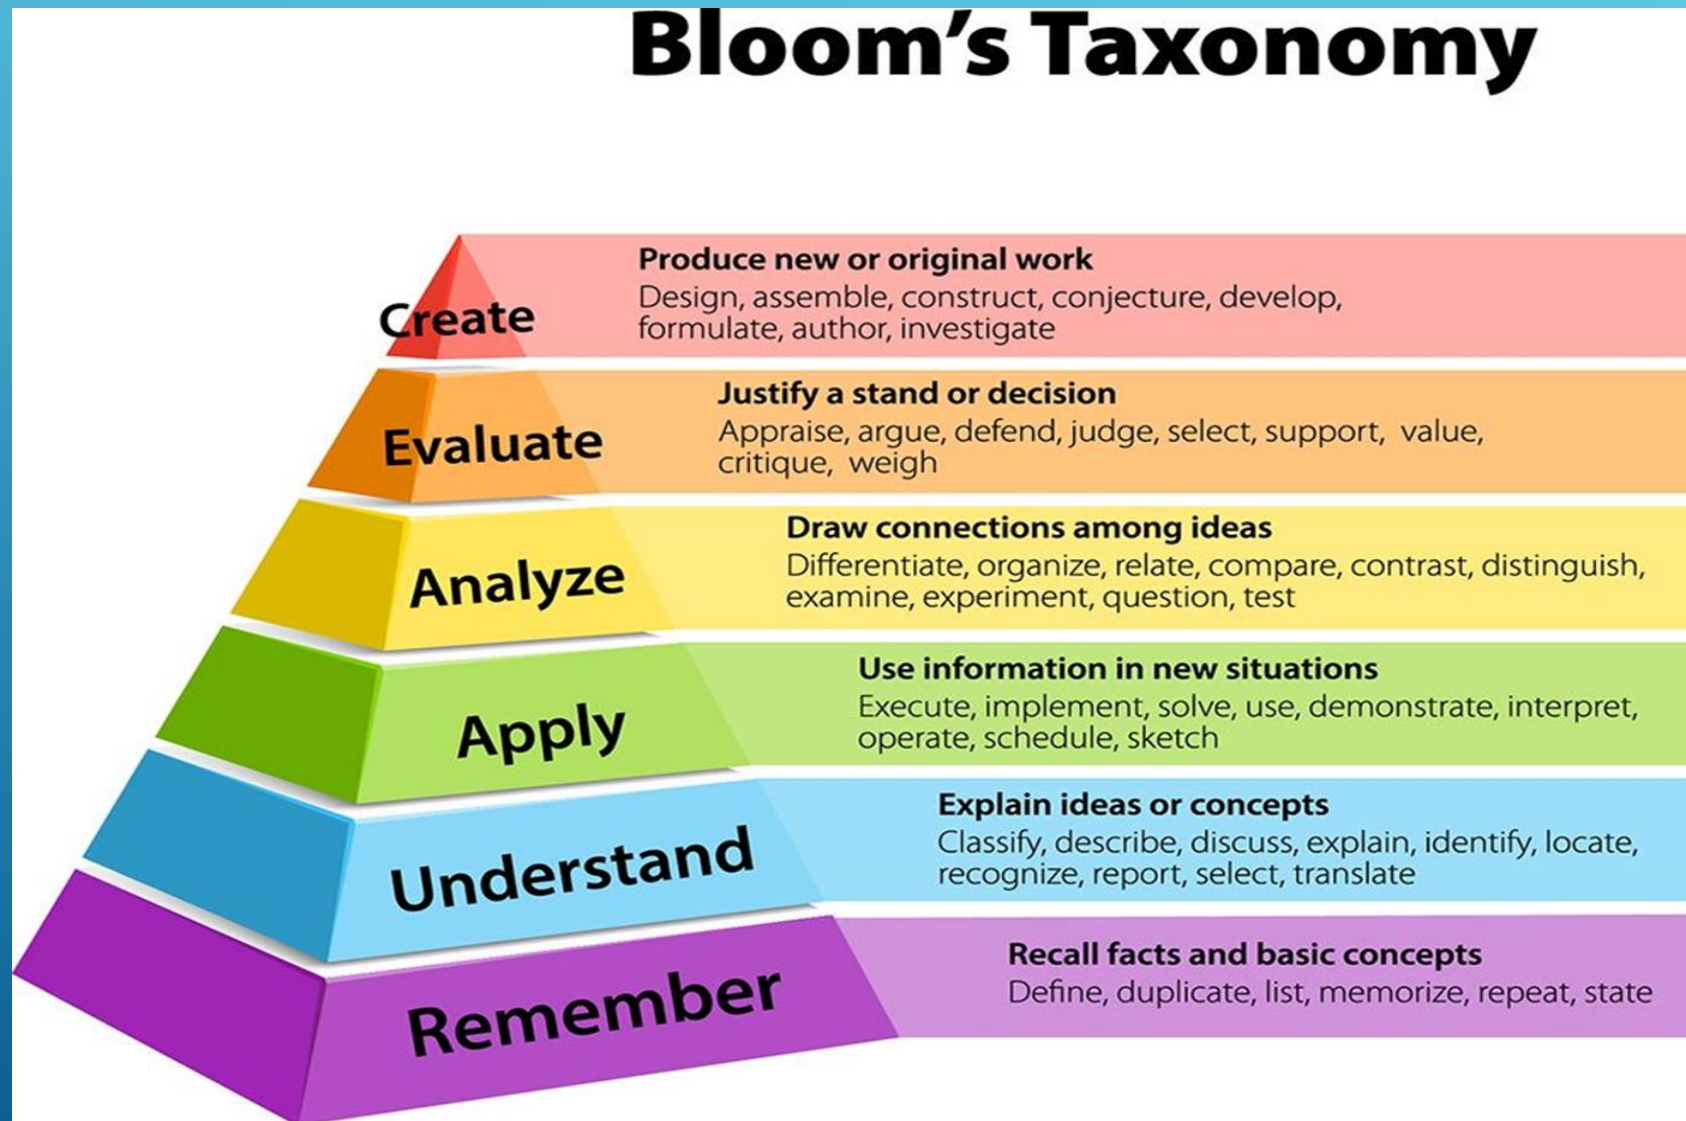 Bloom's Taxonomy
Create
Produce new or original work
Design, assemble, construct, conjecture, develop,
formulate, author, investigate
Evaluate
Justify a stand or decision
Appraise, argue, defend, judge, select, support,  value,
critique,  weigh
Analyze
Draw connections among ideas
Differentiate, organize, relate, compare, contrast, distinguish,
examine, experiment, question, test
Apply
Use information in new situations
Execute, implement, solve, use, demonstrate, interpret,
operate, schedule, sketch
Understand
Explain ideas or concepts
Classify, describe, discuss, explain, identify, locate,
recognize, report, select, translate
Remember
Recall facts and basic concepts
Define, duplicate, list, memorize, repeat, state